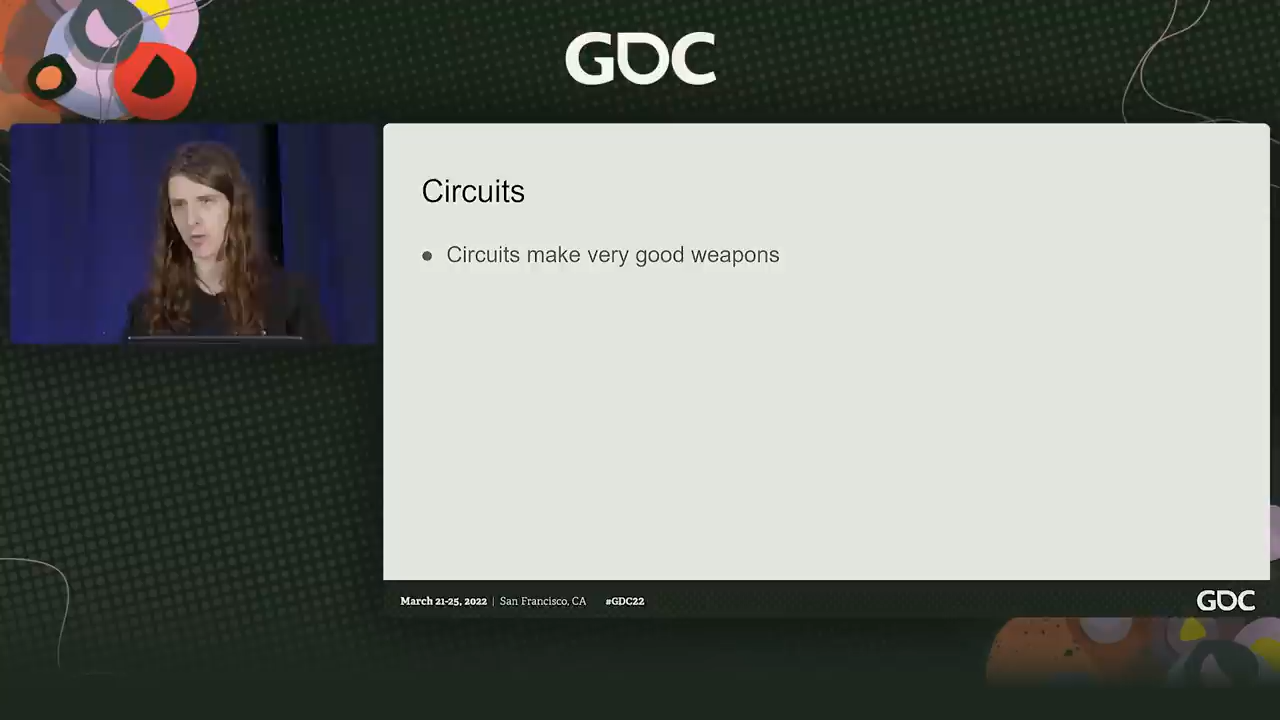 GDC
Circuits
● Circuits make very good weapons
March 21-25, 2022 | San Francisco, CA #GDC22
GDC